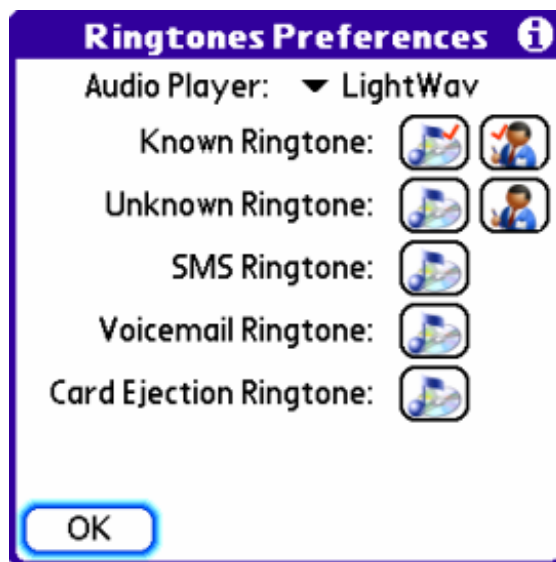 Ringtones Preferences i
Audio Player: LightWav
Known Ringtone:
Unknown Ringtone:
SMS Ringtone:
Voicemail Ringtone:
Card Ejection Ringtone:
OK